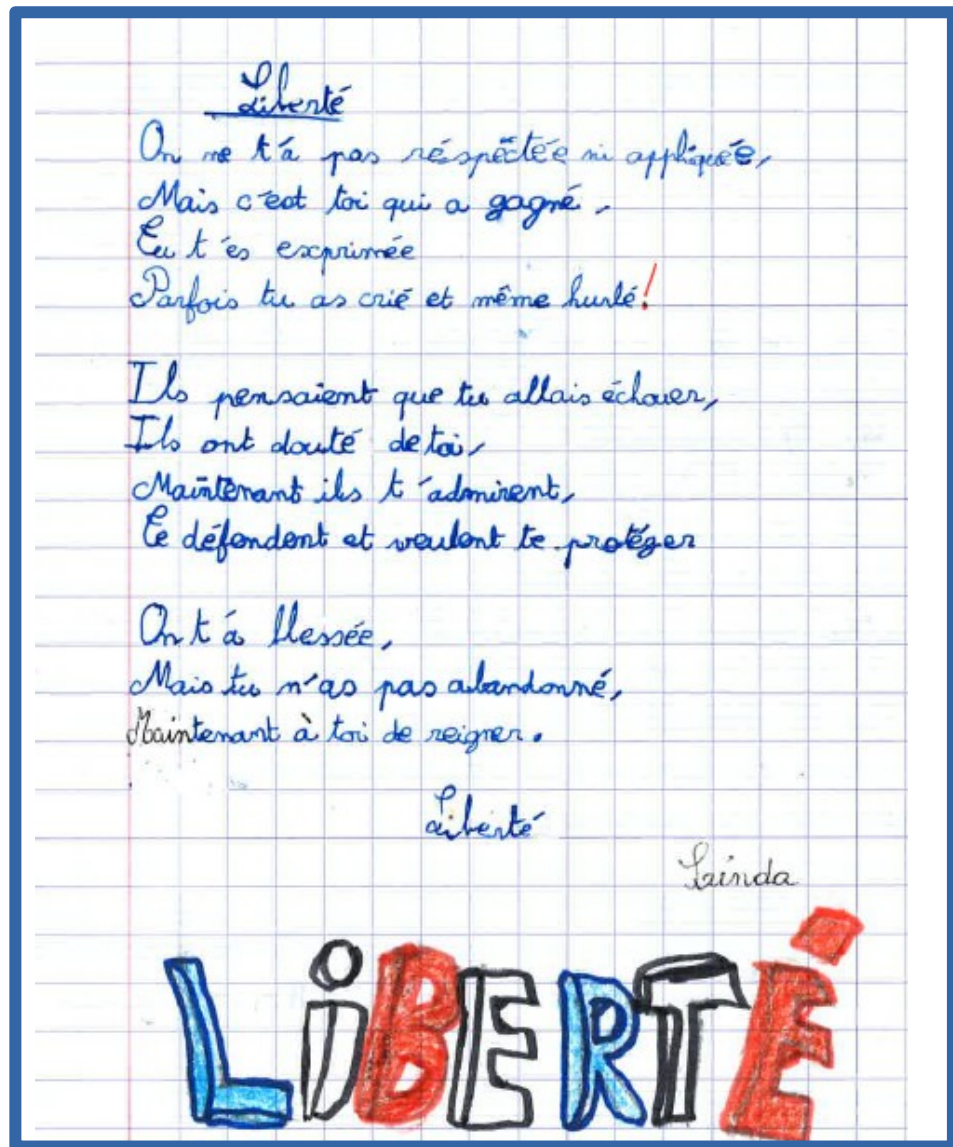 Liberté
On ne t'a pas réspéctée ni appliquée,
Mais c'est toi qui a gagné,
Tu t'es exprimée
Parfois tu as crié et même hurlé!
Ils pensaient que tu allais échouer,
Ils ont douté de toi,
Maintenant ils t'admirent,
Te défendent et veulent te protéger
On t'a blessée,
Mais tu n'as pas abandonné,
Maintenant à toi de reigner.
Liberté
Linda
LiBERTÉ